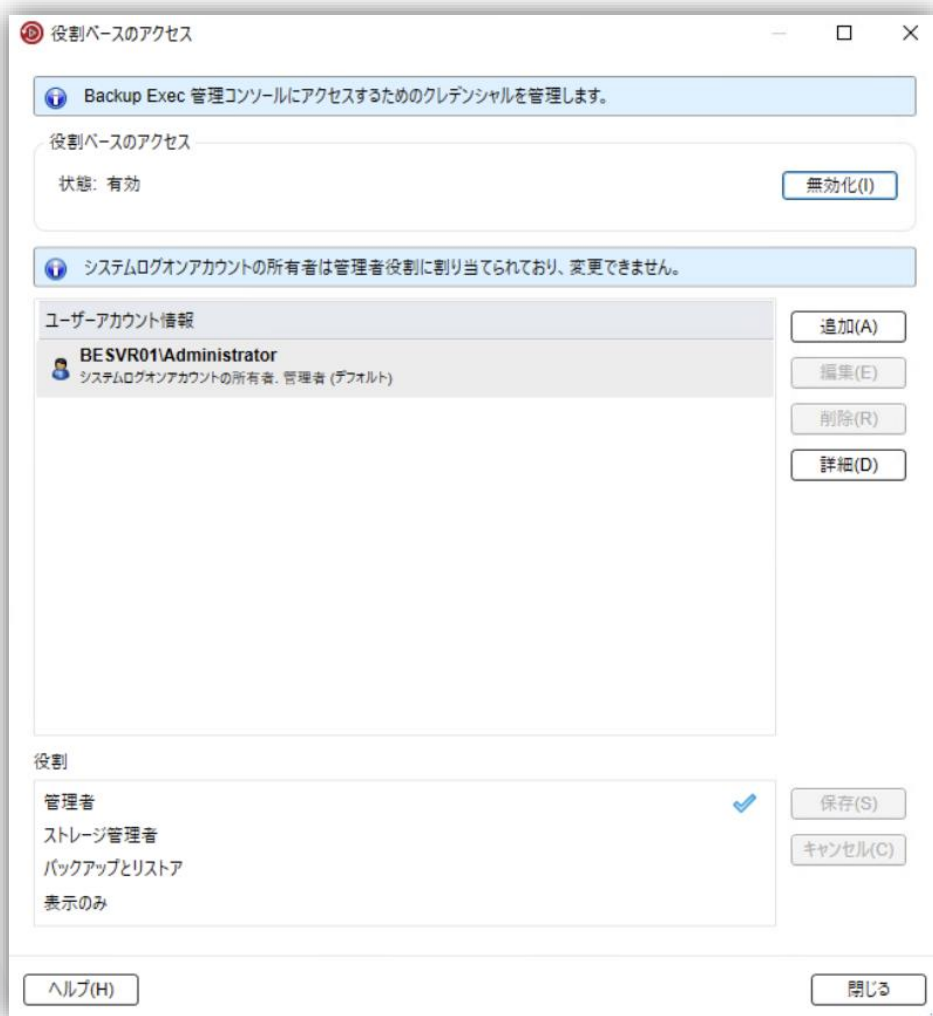 役割ベースのアクセス
Backup Exec 管理コンソールにアクセスするためのクレデンシャルを管理します。
役割ベースのアクセス
状態: 有効
無効化(I)
システムログオンアカウントの所有者は管理者役割に割り当てられており、変更できません。
ユーザーアカウント情報
追加(A)
BESVR01\Administrator
システムログオンアカウントの所有者. 管理者 (デフォルト)
編集(E)
削除(R)
詳細(D)
役割
管理者
保存(S)
ストレージ管理者
キャンセル(C)
バックアップとリストア
表示のみ
ヘルプ(H)
閉じる